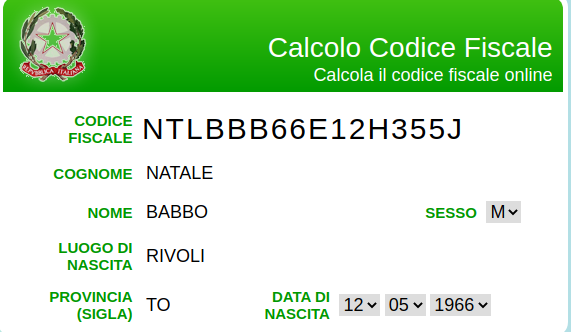 Calcolo Codice Fiscale
Calcola il codice fiscale online
REPVBBLICA ITALIANA
CODICE
FISCALE
NTLBBB66E12H355J
COGNOME
NATALE
NOME
BABBO
SESSO
M
LUOGO DI
NASCITA
RIVOLI
PROVINCIA
(SIGLA)
TO
DATA DI
NASCITA
12
05
1966